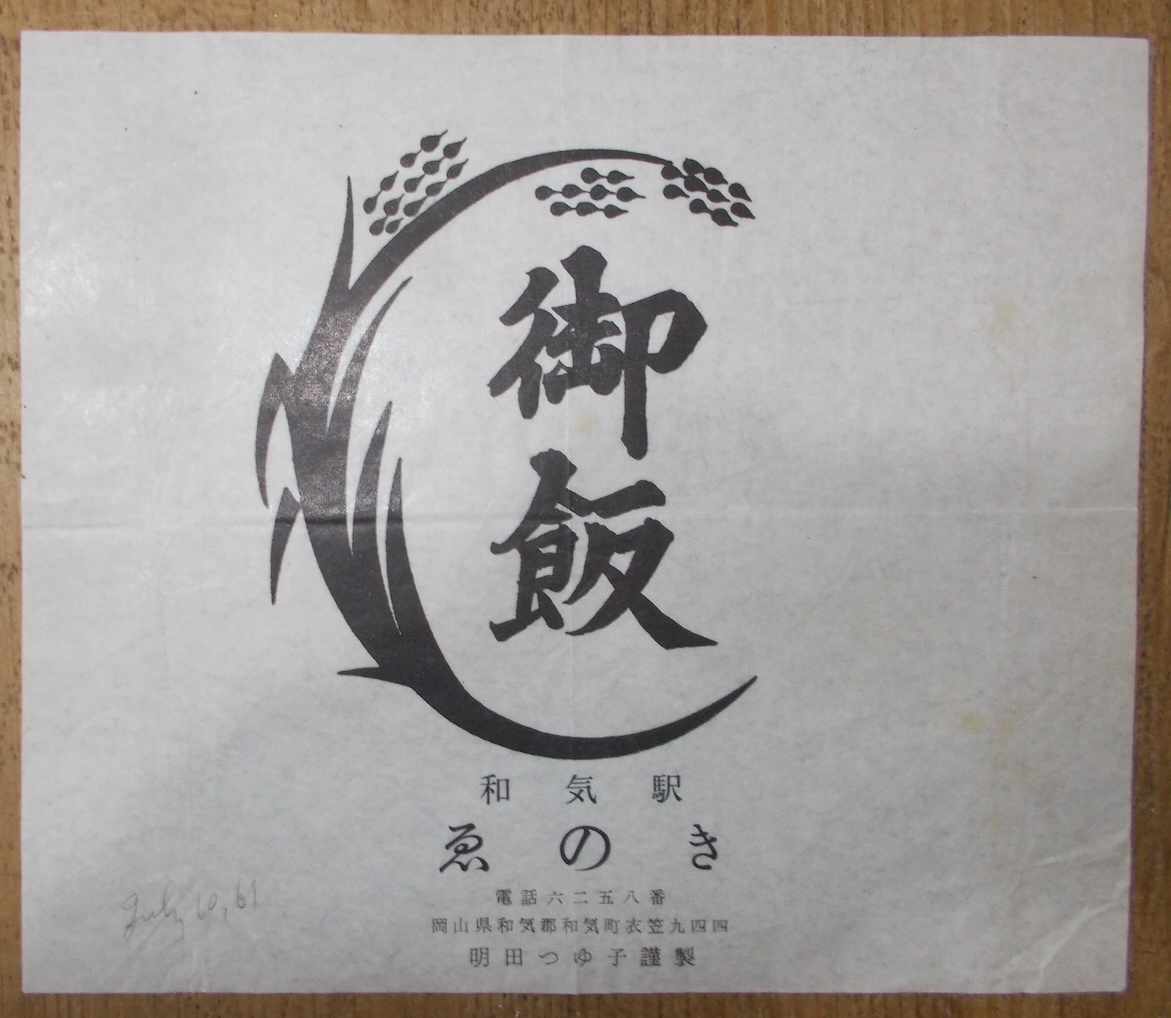 御飯
和気駅
ゑのき
電話六二五八番
岡山県和気郡和気町衣笠九四四
明田つゆ子謹製
July 10, 61